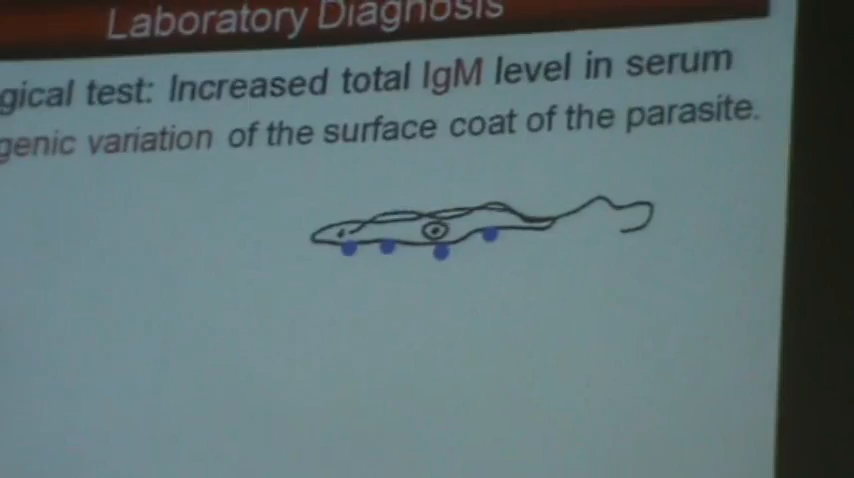 Laboratory Diagnosis
gical test: Increased total IgM level in serum
genic variation of the surface coat of the parasite.